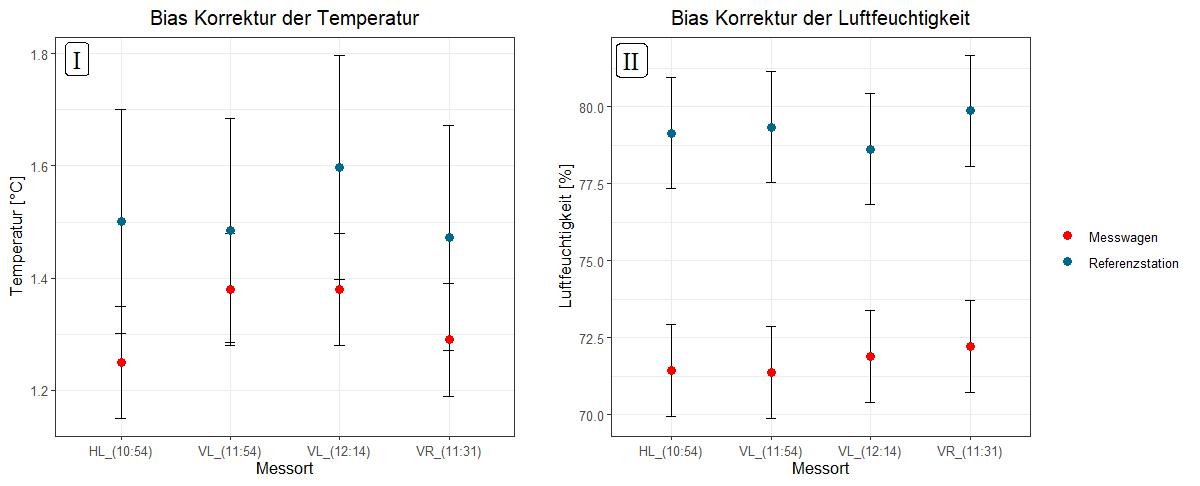 Bias Korrektur der Temperatur
I
1.8
1.6
1.4
1.2
Temperatur [°C]
HL_(10:54) VL_(11:54) VL_(12:14) VR_(11:31)
Messort
Bias Korrektur der Luftfeuchtigkeit
II
80.0
77.5
75.0
72.5
70.0
Luftfeuchtigkeit [%]
HL_(10:54) VL_(11:54) VL_(12:14) VR_(11:31)
Messort
Messwagen
Referenzstation